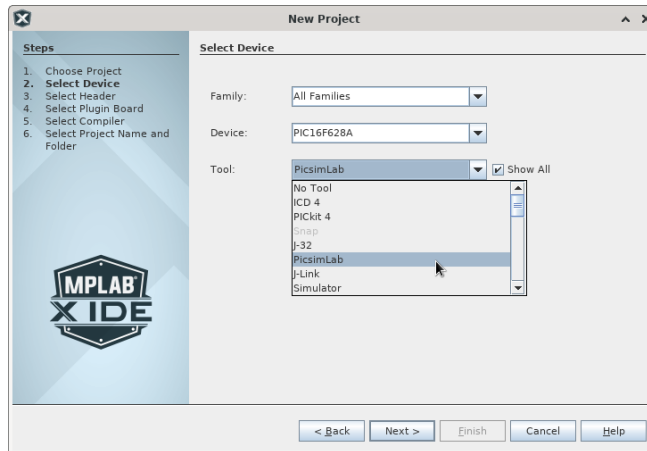 New Project
Steps
1. Choose Project
2. Select Device
3. Select Header
4. Select Plugin Board
5. Select Compiler
6. Select Project Name and
Folder
MPLAB
X IDE
Select Device
Family: All Families
Device: PIC16F628A
Tool: PicsimLab Show All
No Tool
ICD 4
PICkit 4
Snap
J-32
PicsimLab
J-Link
Simulator
< Back Next > Finish Cancel Help